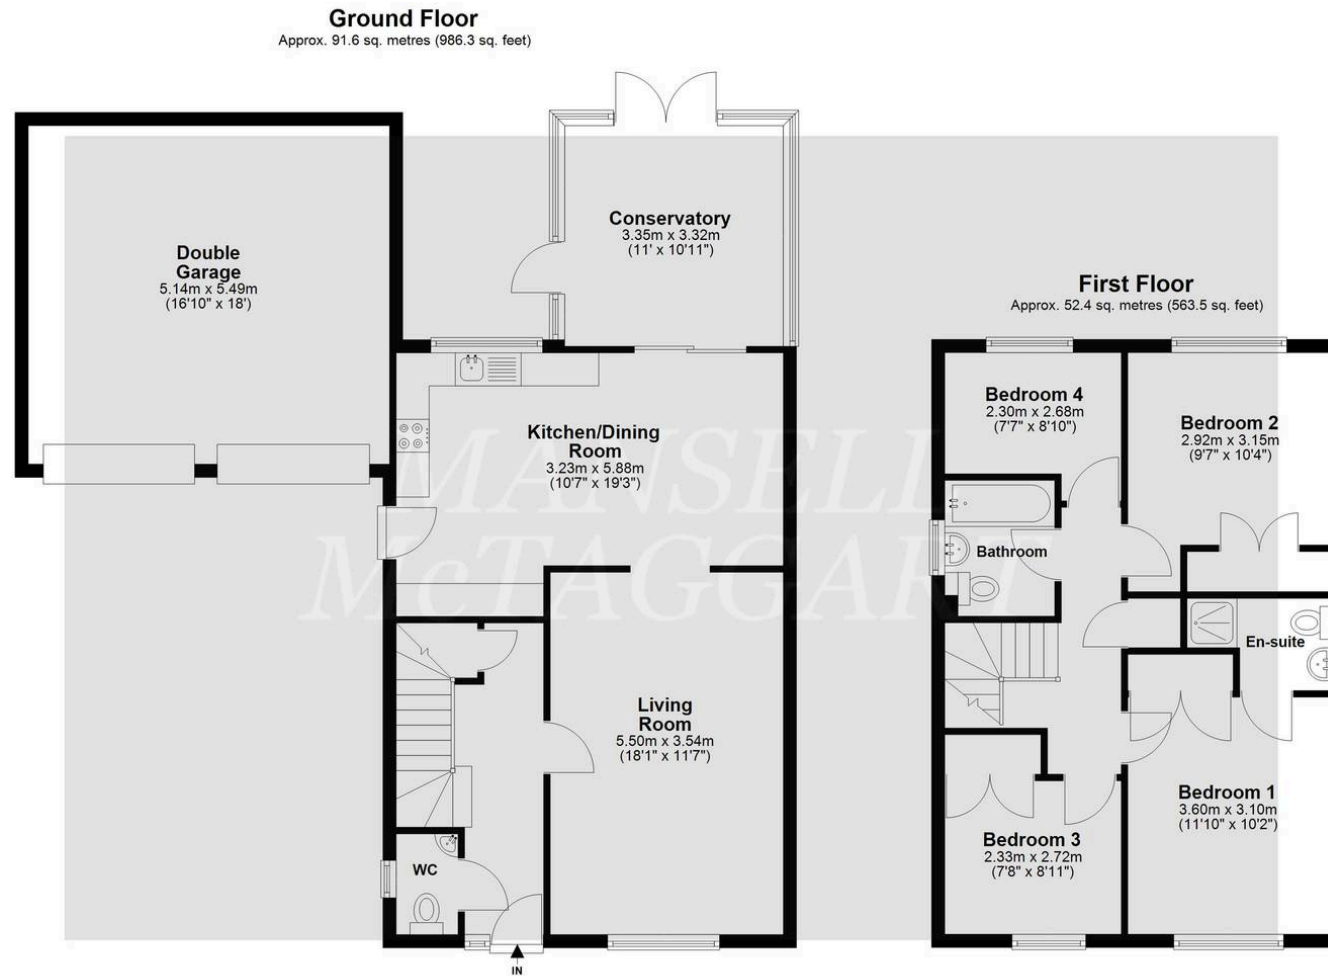 Ground Floor
Approx. 91.6 sq. metres (986.3 sq. feet)
Double
Garage
5.14m x 5.49m
(16'10" x 18')
Conservatory
3.35m x 3.32m
(11' x 10'11")
Kitchen/Dining
Room
3.23m x 5.88m
(10'7" x 19'3")
Living
Room
5.50m x 3.54m
(18'1" x 11'7")
WC
IN
First Floor
Approx. 52.4 sq. metres (563.5 sq. feet)
Bedroom 4
2.30m x 2.68m
(7'7" x 8'10")
Bedroom 2
2.92m x 3.15m
(9'7" x 10'4")
Bathroom
En-suite
Bedroom 1
3.60m x 3.10m
(11'10" x 10'2")
Bedroom 3
2.33m x 2.72m
(7'8" x 8'11")
MANSELL
McTAGGART